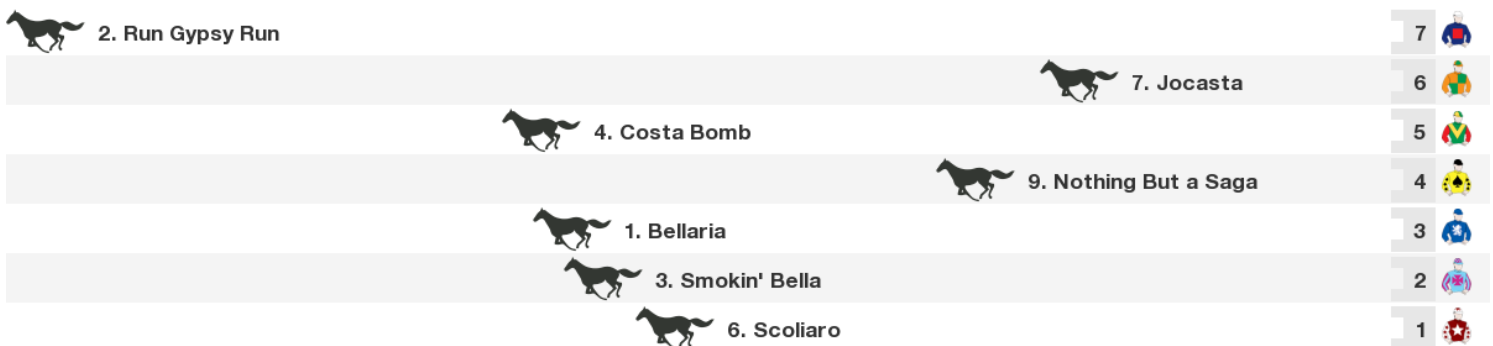 2. Run Gypsy Run 7
7. Jocasta 6
4. Costa Bomb 5
9. Nothing But a Saga 4
1. Bellaria 3
3. Smokin' Bella 2
6. Scoliaro 1